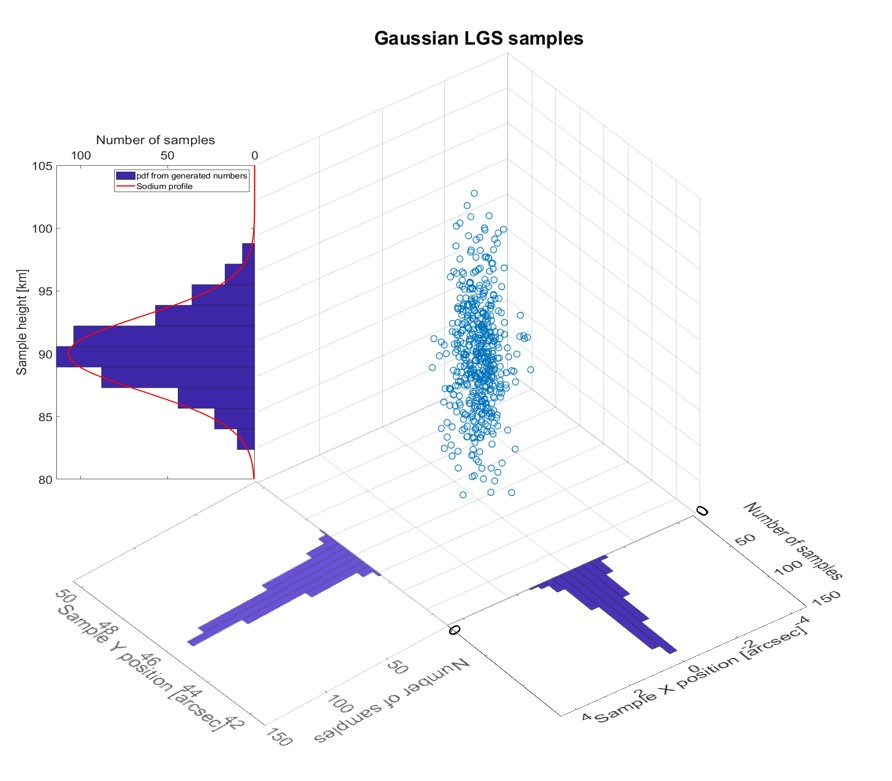 Gaussian LGS samples
Number of samples
100 50 0
pdf from generated numbers
Sodium profile
Sample height [km]
105
100
95
90
85
80
50
48
46
44
42
Sample Y position [arcsec]
0
50
100
150
Number of samples
0
50
100
150
Number of samples
4
2
0
-2
-4
Sample X position [arcsec]